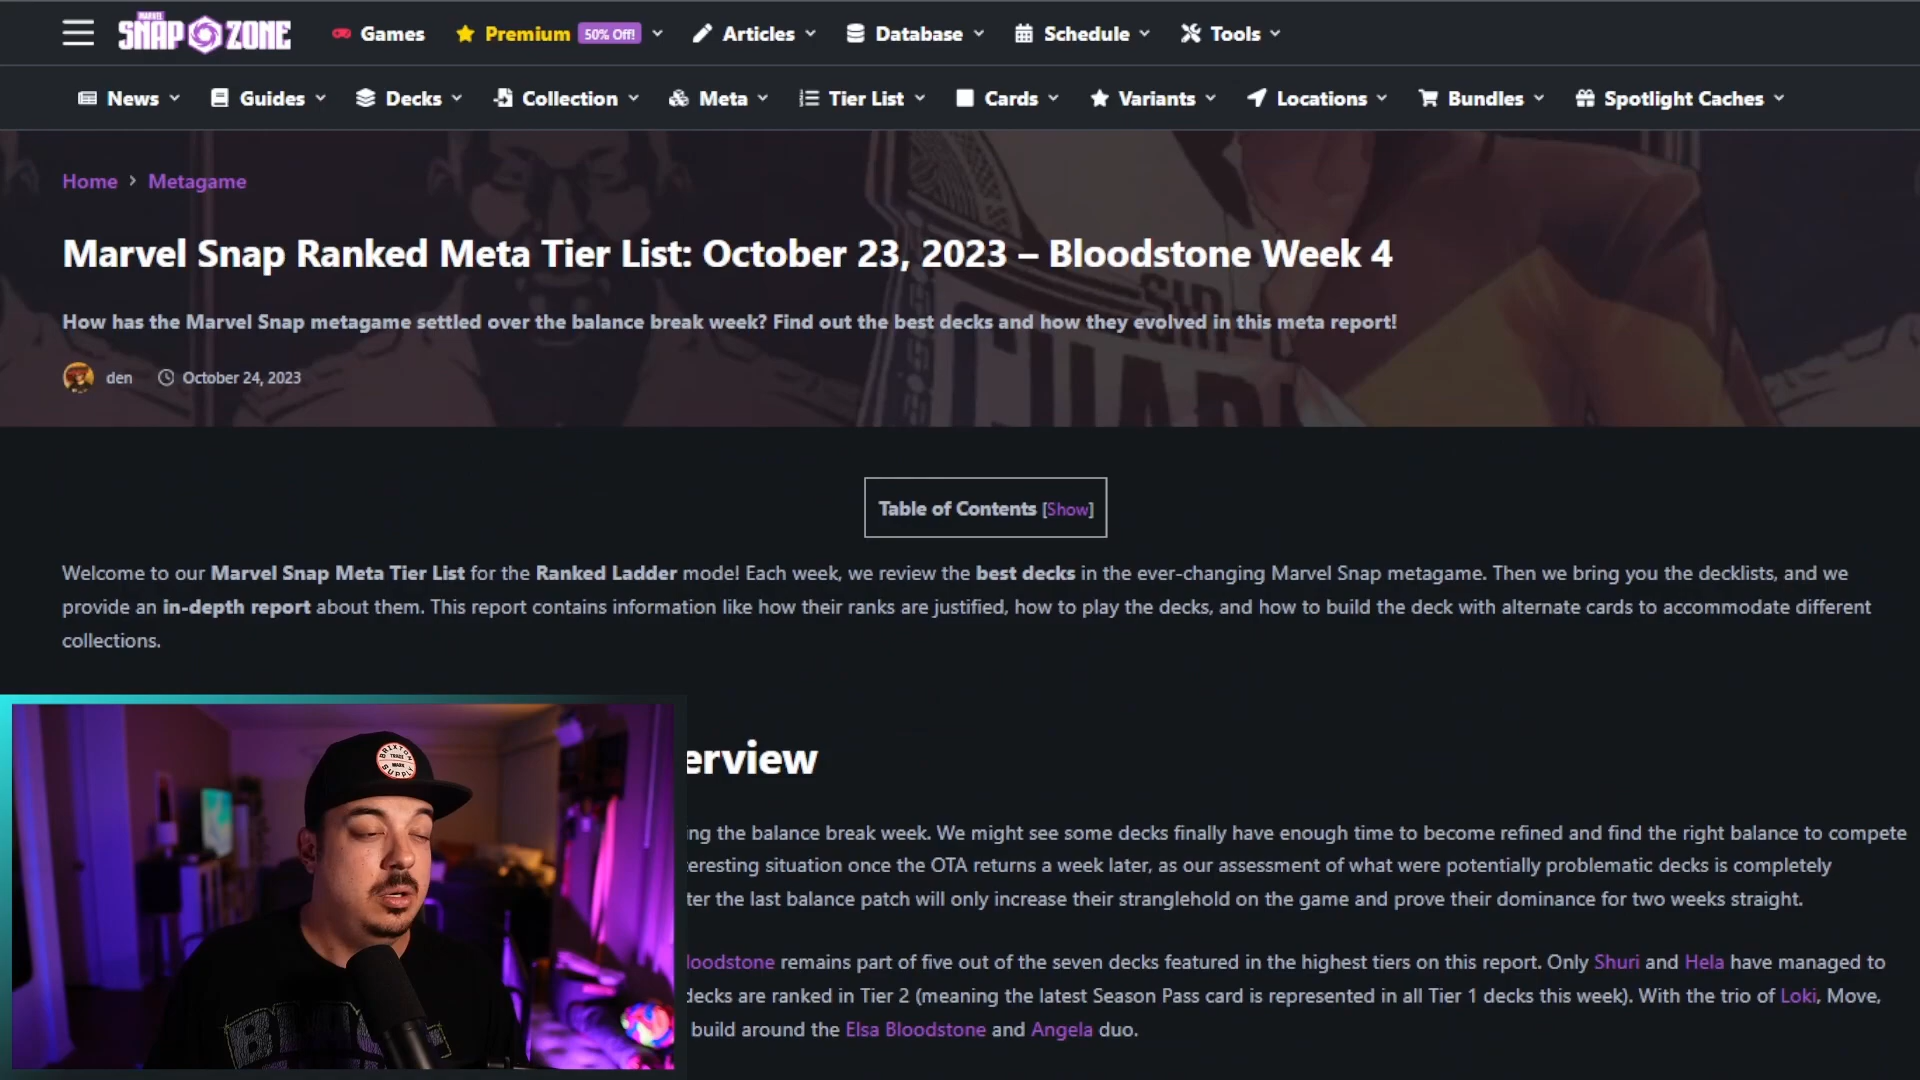 MARVEL
SNAP ZONE
Games
Premium
50% Off!
Articles
Database
Schedule
Tools
News
Guides
Decks
Collection
Meta
Tier List
Cards
Variants
Locations
Bundles
Spotlight Caches
Home
Metagame
Marvel Snap Ranked Meta Tier List: October 23, 2023 – Bloodstone Week 4
How has the Marvel Snap metagame settled over the balance break week? Find out the best decks and how they evolved in this meta report!
den
October 24, 2023
Table of Contents [Show]
Welcome to our Marvel Snap Meta Tier List for the Ranked Ladder mode! Each week, we review the best decks in the ever-changing Marvel Snap metagame. Then we bring you the decklists, and we
provide an in-depth report about them. This report contains information like how their ranks are justified, how to play the decks, and how to build the deck with alternate cards to accommodate different
collections.
erview
ng the balance break week. We might see some decks finally have enough time to become refined and find the right balance to compete
eresting situation once the OTA returns a week later, as our assessment of what were potentially problematic decks is completely
ter the last balance patch will only increase their stranglehold on the game and prove their dominance for two weeks straight.
loodstone remains part of five out of the seven decks featured in the highest tiers on this report. Only Shuri and Hela have managed to
decks are ranked in Tier 2 (meaning the latest Season Pass card is represented in all Tier 1 decks this week). With the trio of Loki, Move,
build around the Elsa Bloodstone and Angela duo.
BRIXTON
TRADE
MARK
SUPPLY